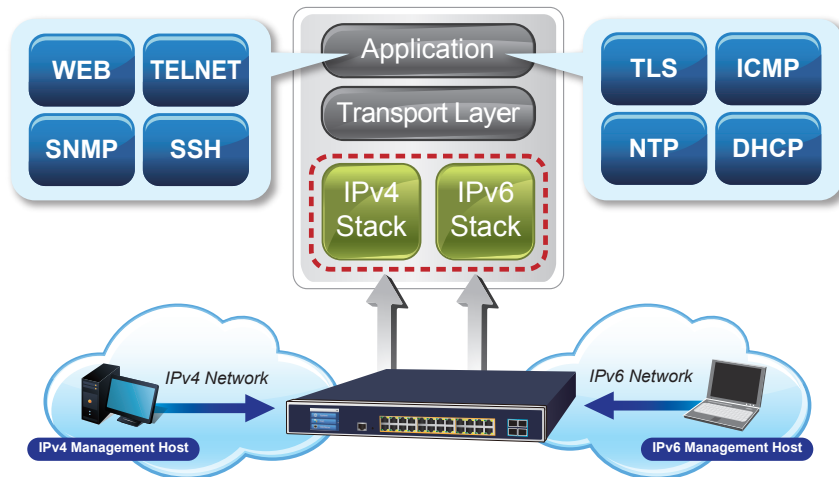 WEB TELNET
SNMP SSH
Application
Transport Layer
IPv4 Stack
IPv6 Stack
TLS ICMP
NTP DHCP
IPv4 Network
IPv4 Management Host
IPv6 Network
IPv6 Management Host